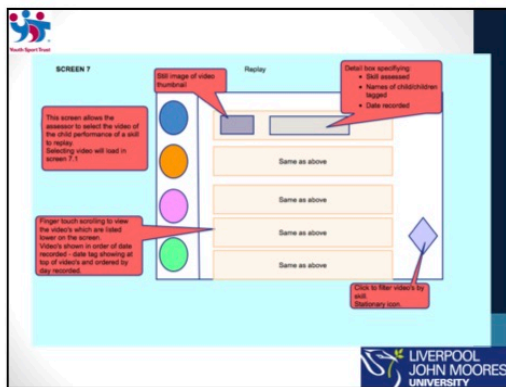 Youth Sport Trust
SCREEN 7
Replay
Still image of video
thumbnail
Detail box specifiying:
• Skill assessed
• Names of child/children
tagged
• Date recorded
This screen allows the
assessor to select the video of
the child performance of a skill
to replay.
Selecting video will load in
screen 7.1
Same as above
Same as above
Same as above
Same as above
Finger touch scrolling to view
the video's which are listed
lower on the screen.
Video's shown in order of date
recorded - date tag showing at
top of video's and ordered by
day recorded.
Click to filter video's by
skill.
Stationary icon.
LIVERPOOL
JOHN MOORES
UNIVERSITY